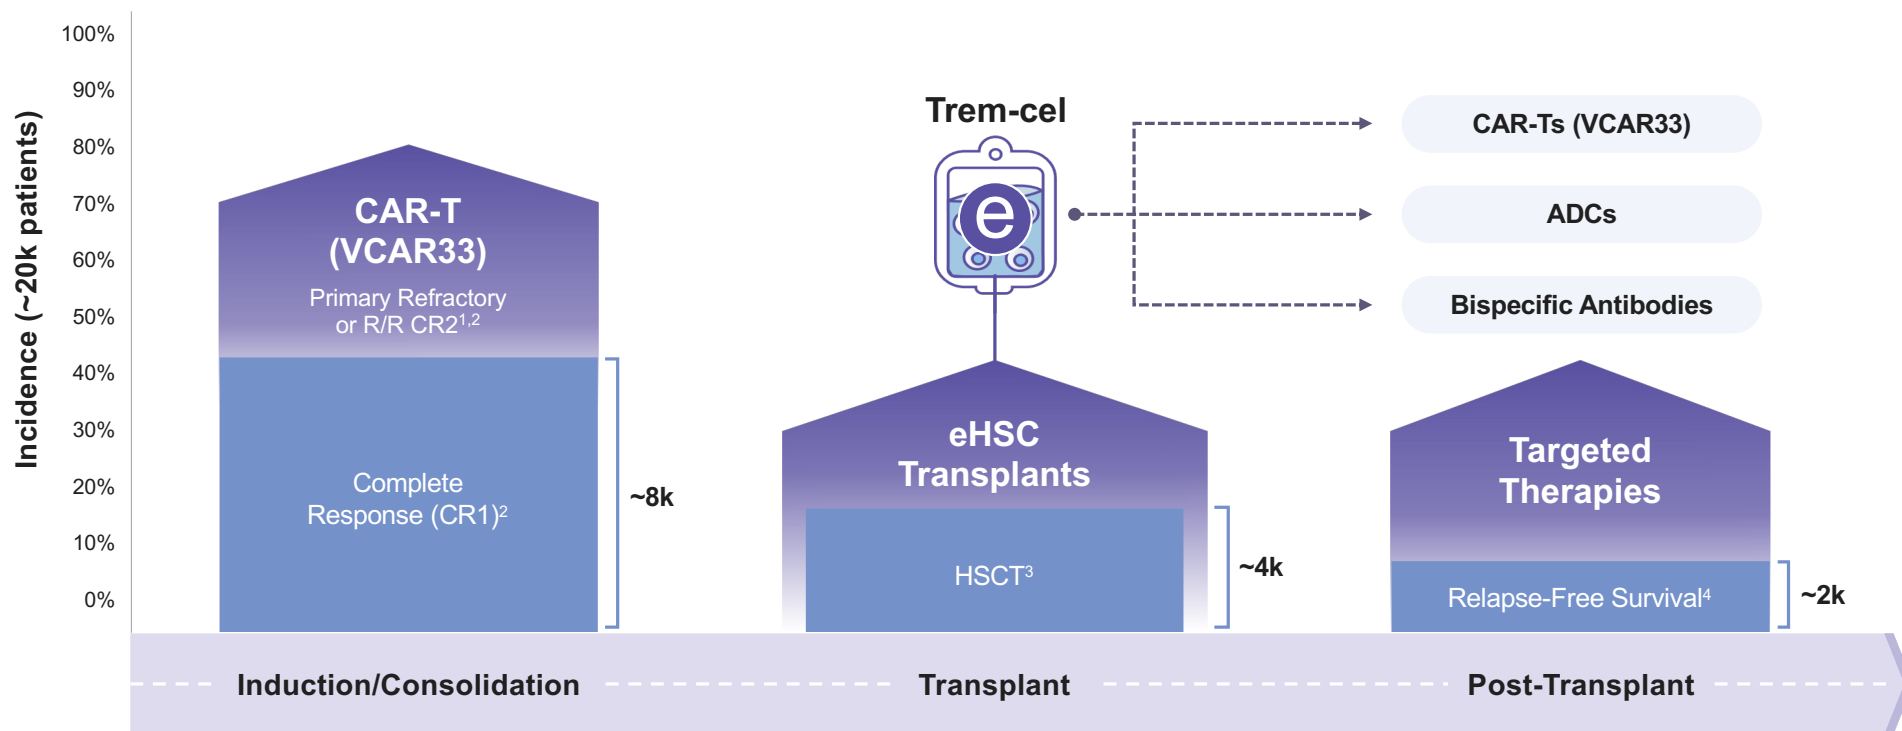 Incidence (~20k patients)
100%
90%
80%
70%
60%
50%
40%
30%
20%
10%
0%
CAR-T
(VCAR33)
Primary Refractory
or R/R CR2¹,²
Complete
Response (CR1)²
~8k
Trem-cel
e
eHSC
Transplants
HSCT³
~4k
CAR-Ts (VCAR33)
ADCs
Bispecific Antibodies
Targeted
Therapies
Relapse-Free Survival⁴
~2k
Induction/Consolidation
Transplant
Post-Transplant